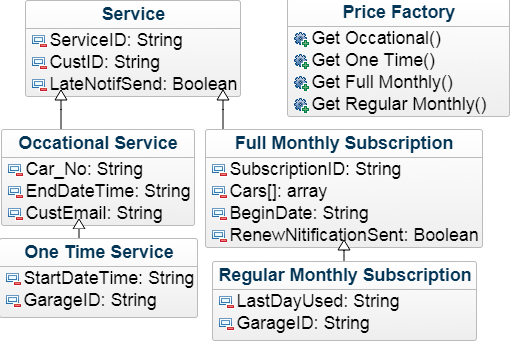 Service
ServiceID: String
CustID: String
LateNotifSend: Boolean
Price Factory
Get Occational()
Get One Time()
Get Full Monthly()
Get Regular Monthly()
Occational Service
Car_No: String
EndDateTime: String
CustEmail: String
Full Monthly Subscription
SubscriptionID: String
Cars[]: array
BeginDate: String
RenewNitificationSent: Boolean
One Time Service
StartDateTime: String
GarageID: String
Regular Monthly Subscription
LastDayUsed: String
GarageID: String